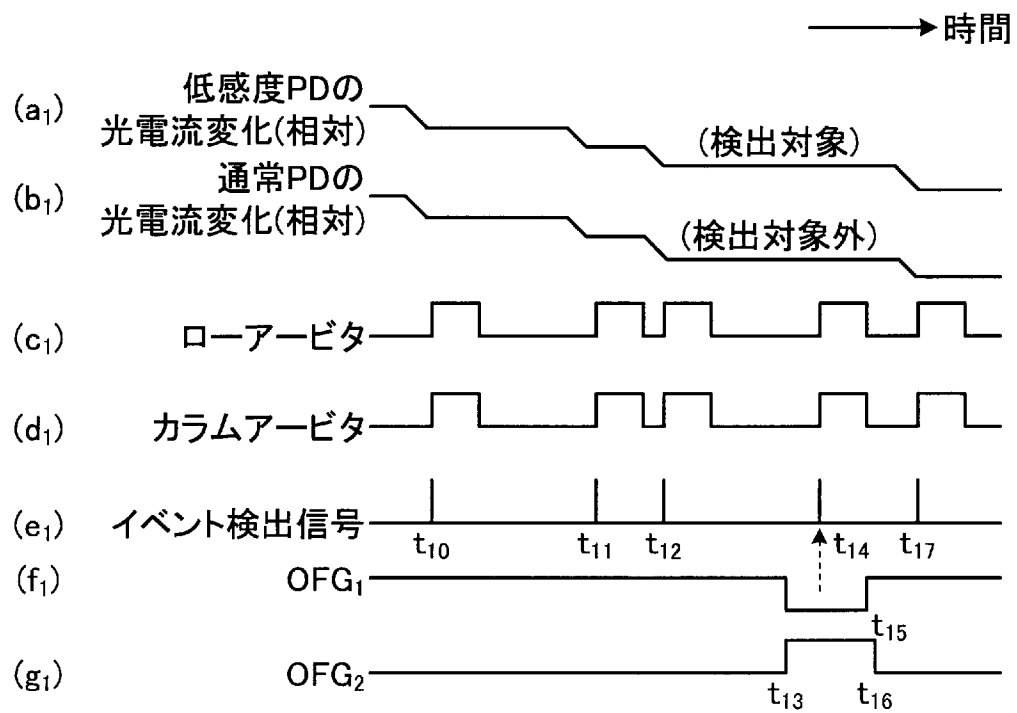 時間
(a₁) 低感度PDの
光電流変化(相対)
(検出対象)
(b₁) 通常PDの
光電流変化(相対)
(検出対象外)
(c₁) ローアービタ
(d₁) カラムアービタ
(e₁) イベント検出信号
t₁₀ t₁₁ t₁₂ t₁₄ t₁₇
(f₁) OFG₁
t₁₅
(g₁) OFG₂
t₁₃ t₁₆